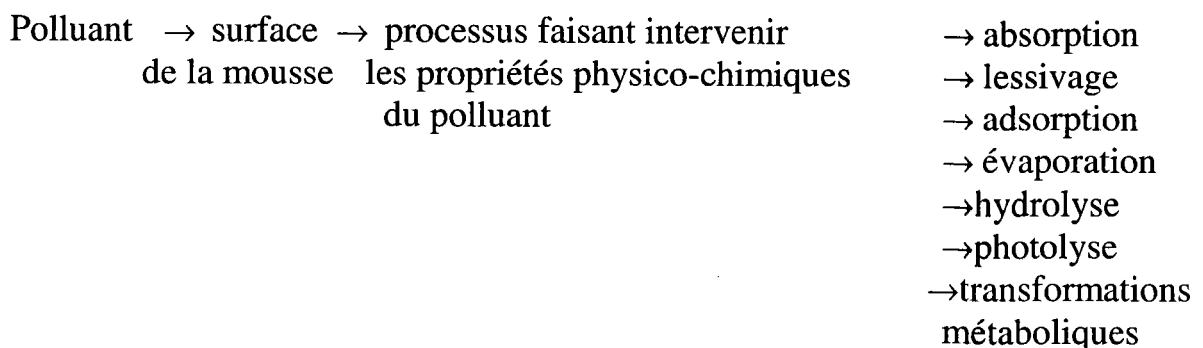 Polluant → surface → processus faisant intervenir → absorption
de la mousse les propriétés physico-chimiques → lessivage
du polluant → adsorption
→ évaporation
→hydrolyse
→photolyse
→transformations
métaboliques